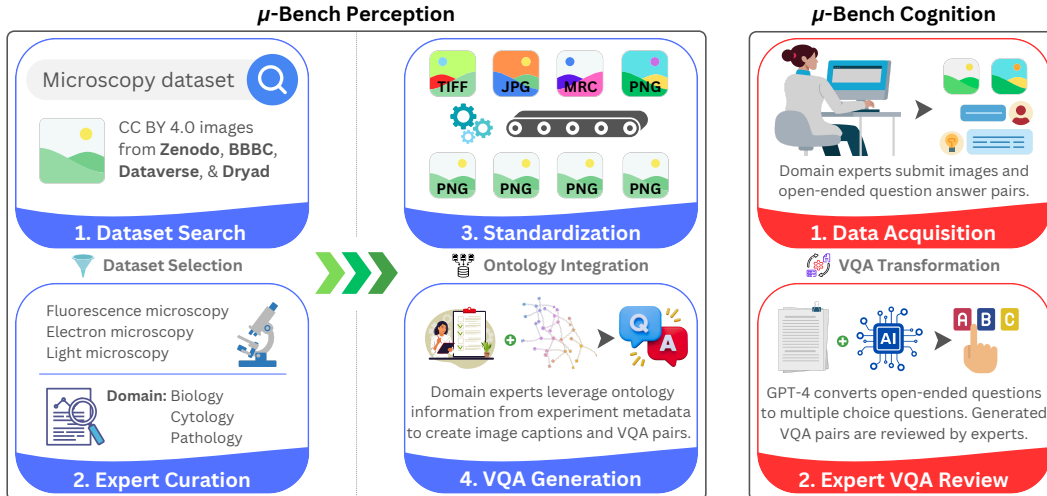 μ-Bench Perception
Microscopy dataset
CC BY 4.0 images
from Zenodo, BBBC,
Dataverse, & Dryad
1. Dataset Search
Dataset Selection
Fluorescence microscopy
Electron microscopy
Light microscopy
Domain: Biology
Cytology
Pathology
2. Expert Curation
TIFF JPG MRC PNG
PNG PNG PNG PNG
3. Standardization
Ontology Integration
Q A
Domain experts leverage ontology
information from experiment metadata
to create image captions and VQA pairs.
4. VQA Generation
μ-Bench Cognition
Domain experts submit images and
open-ended question answer pairs.
1. Data Acquisition
VQA Transformation
AI
A B C
GPT-4 converts open-ended questions
to multiple choice questions. Generated
VQA pairs are reviewed by experts.
2. Expert VQA Review